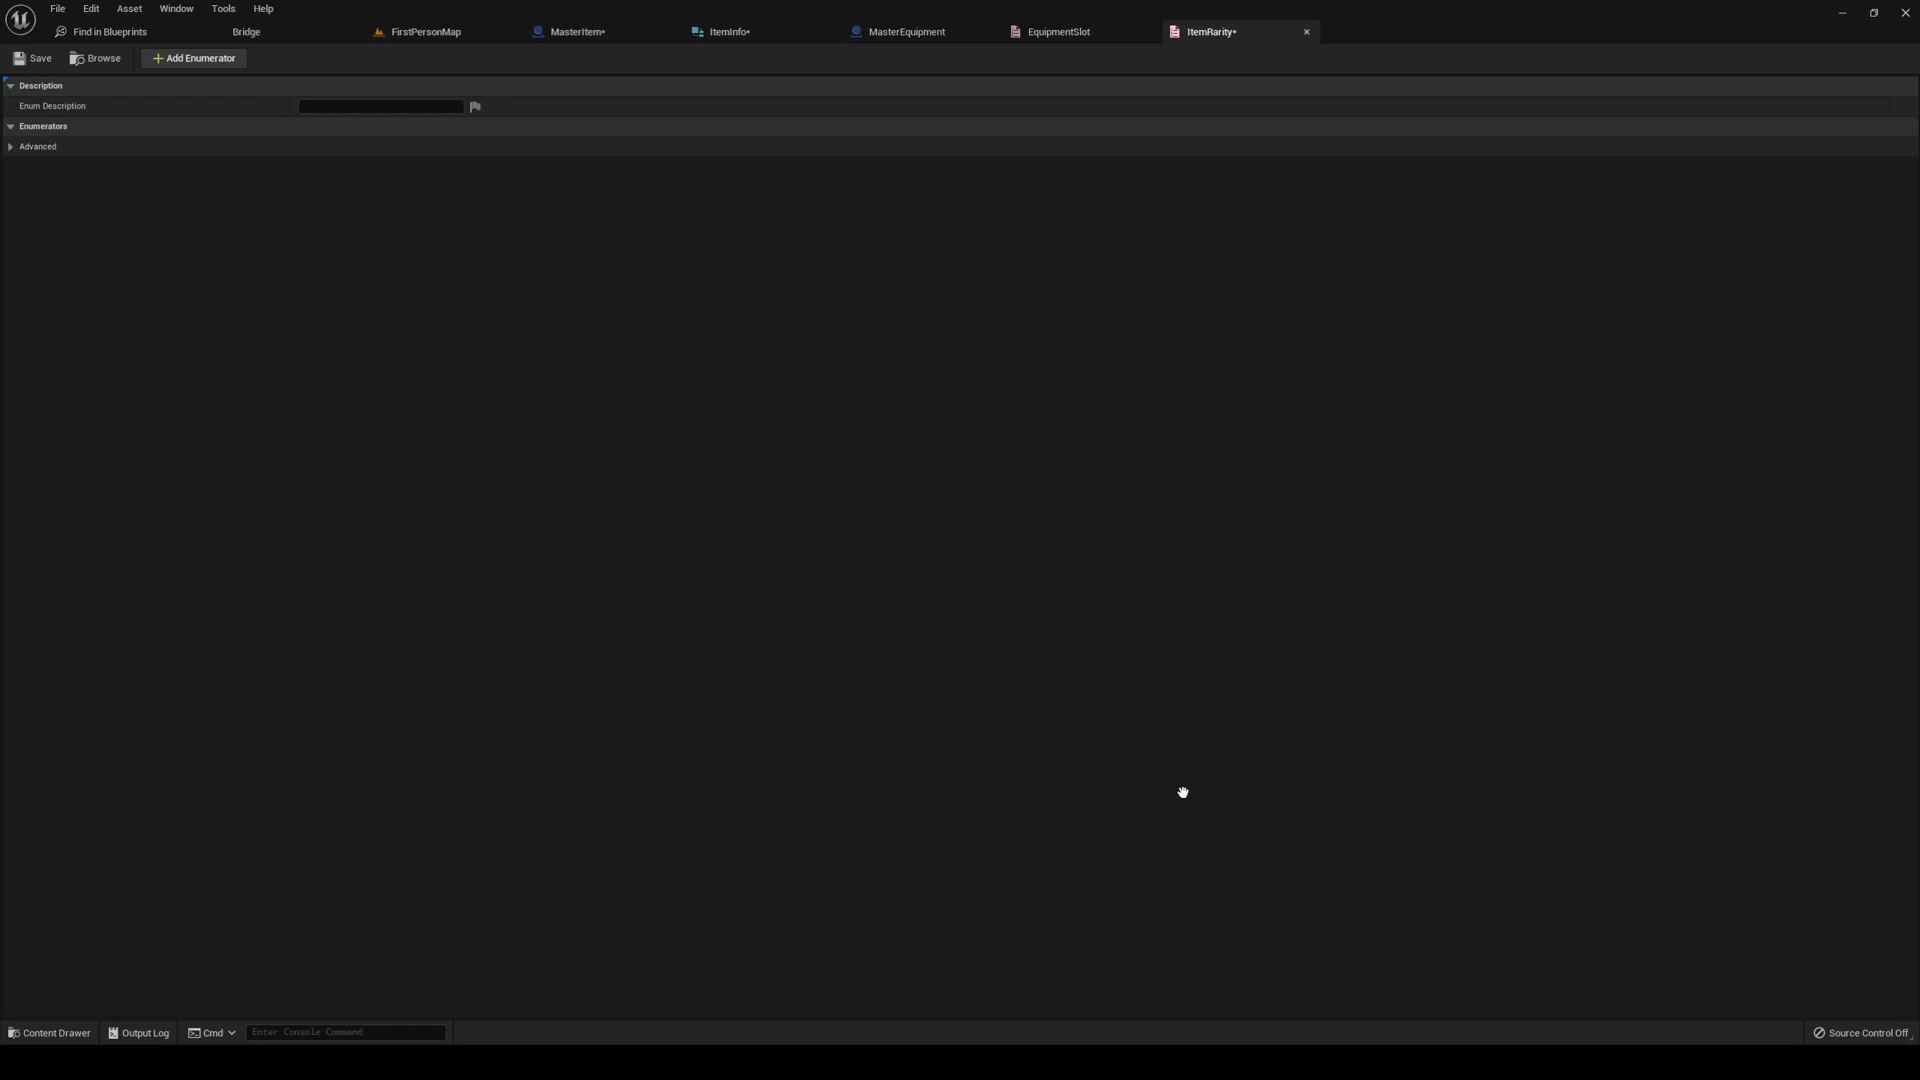 File Edit Asset Window Tools Help
Find in Blueprints Bridge FirstPersonMap MasterItem* ItemInfo* MasterEquipment EquipmentSlot ItemRarity*
Save Browse Add Enumerator
Description
Enum Description
Enumerators
Advanced
Content Drawer Output Log Cmd Enter Console Command Source Control Off